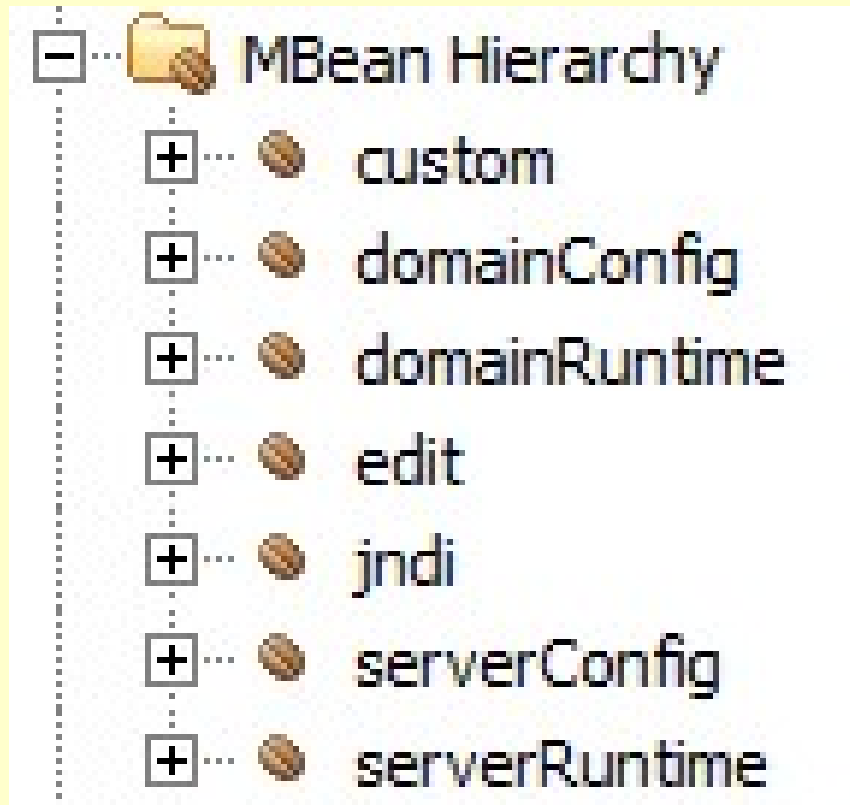 MBean Hierarchy
custom
domainConfig
domainRuntime
edit
jndi
serverConfig
serverRuntime